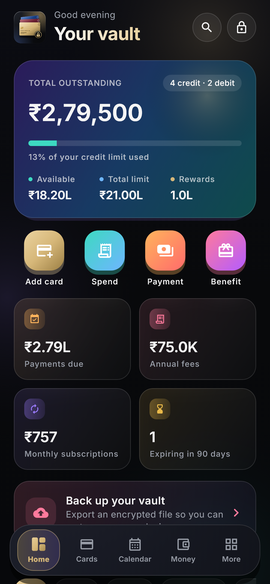 Good evening
Your vault
TOTAL OUTSTANDING
4 credit · 2 debit
₹2,79,500
13% of your credit limit used
Available
Total limit
Rewards
₹18.20L
₹21.00L
1.0L
Add card
Spend
Payment
Benefit
₹2.79L
Payments due
₹75.0K
Annual fees
₹757
Monthly subscriptions
1
Expiring in 90 days
Back up your vault
Export an encrypted file so you can
Home
Cards
Calendar
Money
More